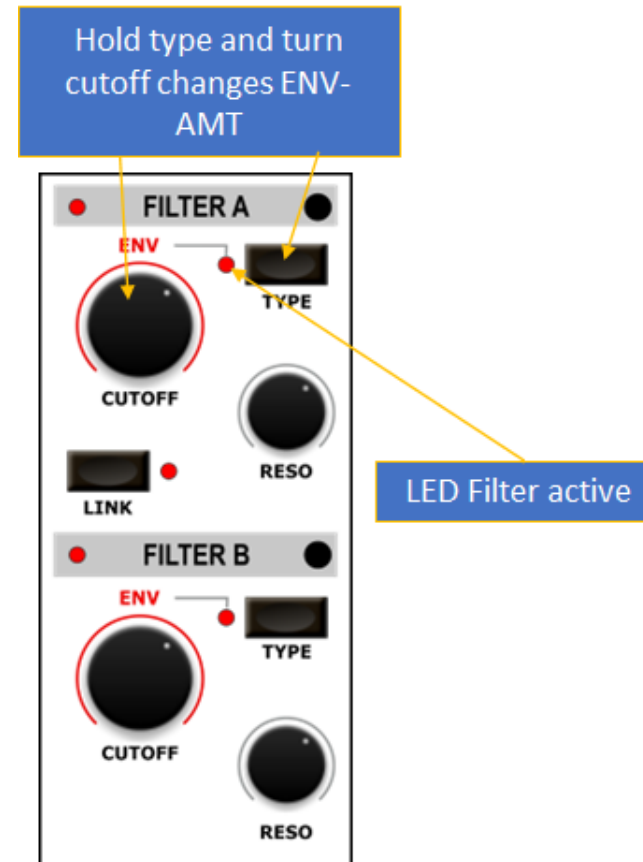 Hold type and turn
cutoff changes ENV-
AMT
FILTER A
ENV
TYPE
CUTOFF
RESO
LINK
LED Filter active
FILTER B
ENV
TYPE
CUTOFF
RESO